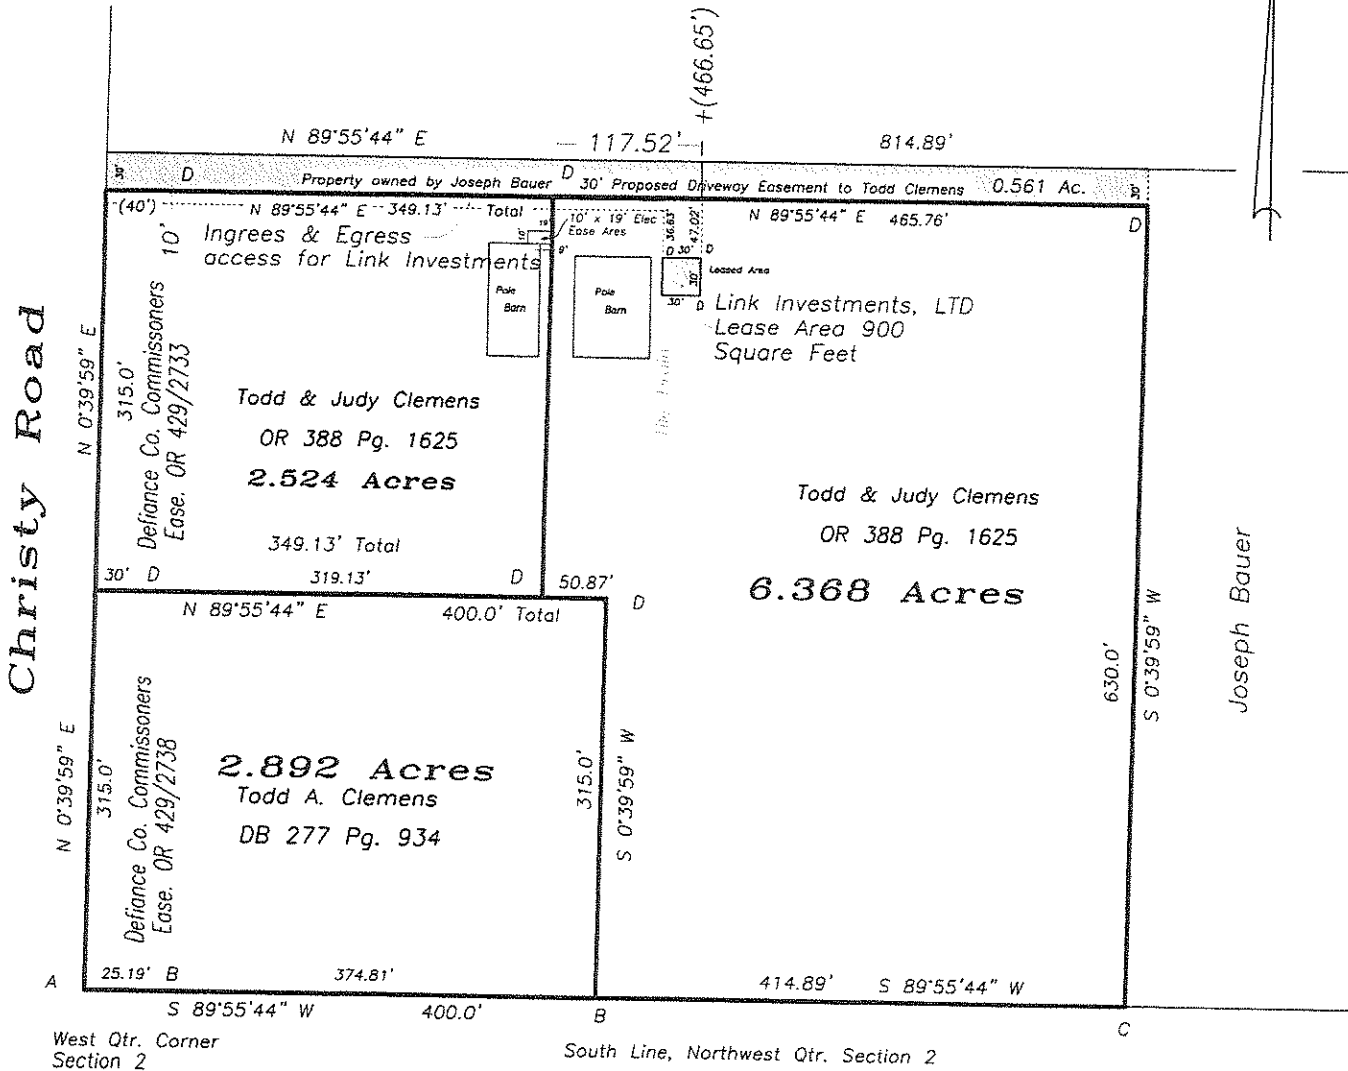 +(466.65')
N 89°55'44" E
117.52'
814.89'
30'
D
Property owned by Joseph Bauer
D
30' Proposed Driveway Easement to Todd Clemens
0.561 Ac.
30'
(40')
N 89°55'44" E 349.13' Total
Ingrees & Egress
access for Link Investments
10'
19'
10'
10' x 19' Elec
Ease Ares
9'
36.63'
47.02'
N 89°55'44" E 465.76'
D
D 30' D
30'
Leased Area
30' D
Pole
Barn
Pole
Barn
Link Investments, LTD
Lease Area 900
Square Feet
Christy Road
N 0°39'59" E
315.0'
Defiance Co. Commissioners
Ease. OR 429/2733
Todd & Judy Clemens
OR 388 Pg. 1625
2.524 Acres
349.13' Total
30' D
319.13'
D
50.87'
D
N 89°55'44" E
400.0' Total
Todd & Judy Clemens
OR 388 Pg. 1625
6.368 Acres
630.0'
S 0°39'59" W
Joseph Bauer
N 0°39'59" E
315.0'
Defiance Co. Commissoners
Ease. OR 429/2738
2.892 Acres
Todd A. Clemens
DB 277 Pg. 934
315.0'
S 0°39'59" W
A
25.19' B
374.81'
414.89' S 89°55'44" W
S 89°55'44" W
400.0'
B
C
West Qtr. Corner
Section 2
South Line, Northwest Qtr. Section 2